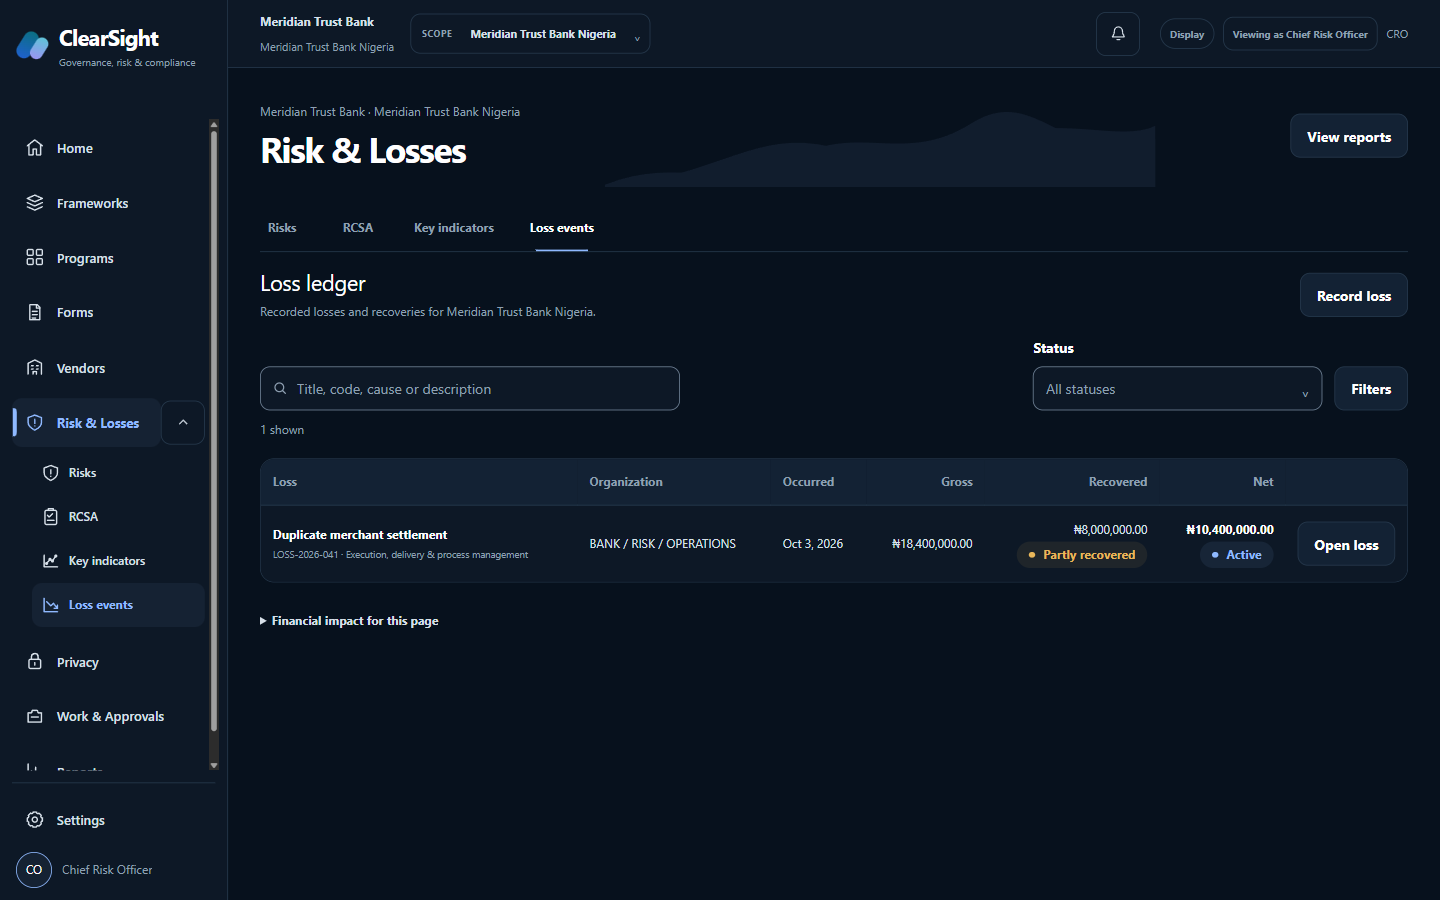 ClearSight
Governance, risk & compliance
Home
Frameworks
Programs
Forms
Vendors
Risk & Losses
Risks
RCSA
Key indicators
Loss events
Privacy
Work & Approvals
Settings
CO
Chief Risk Officer
Meridian Trust Bank
Meridian Trust Bank Nigeria
SCOPE
Meridian Trust Bank Nigeria
Display
Viewing as Chief Risk Officer
CRO
Meridian Trust Bank · Meridian Trust Bank Nigeria
Risk & Losses
View reports
Risks
RCSA
Key indicators
Loss events
Loss ledger
Recorded losses and recoveries for Meridian Trust Bank Nigeria.
Record loss
Status
Title, code, cause or description
All statuses
Filters
1 shown
Loss
Organization
Occurred
Gross
Recovered
Net
Duplicate merchant settlement
LOSS-2026-041 · Execution, delivery & process management
BANK / RISK / OPERATIONS
Oct 3, 2026
₦18,400,000.00
₦8,000,000.00
Partly recovered
₦10,400,000.00
Active
Open loss
Financial impact for this page